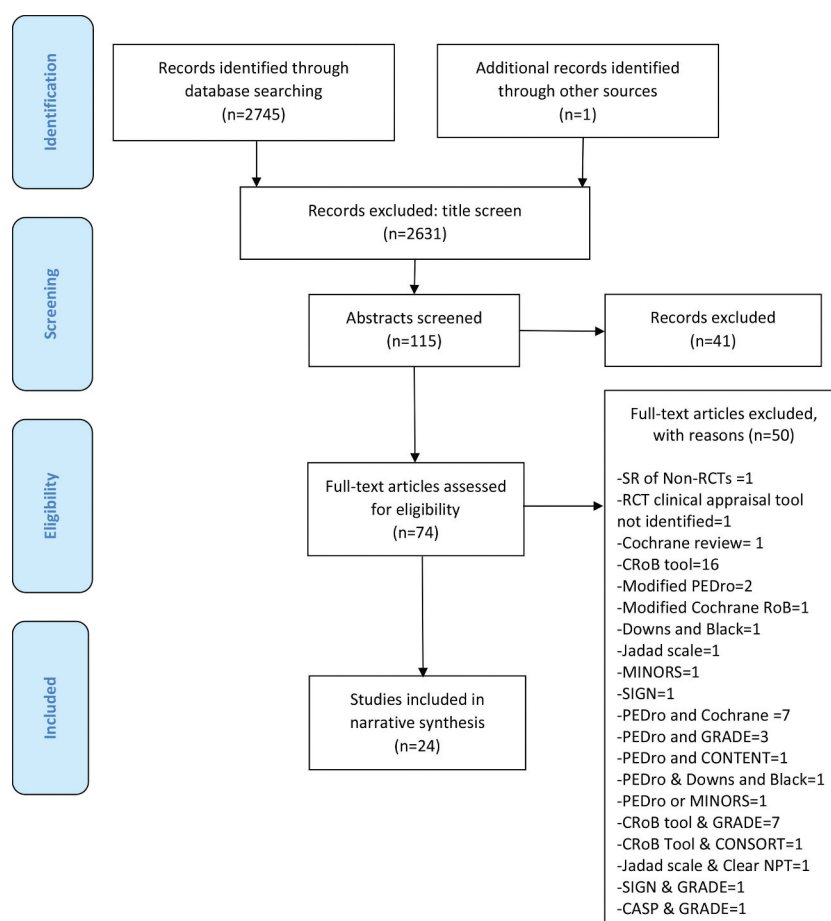 Identification
Records identified through
database searching
(n=2745)
Additional records identified
through other sources
(n=1)
Records excluded: title screen
(n=2631)
Screening
Abstracts screened
(n=115)
Records excluded
(n=41)
Eligibility
Full-text articles assessed
for eligibility
(n=74)
Full-text articles excluded,
with reasons (n=50)
-SR of Non-RCTs =1
-RCT clinical appraisal tool
not identified=1
-Cochrane review= 1
-CRoB tool=16
-Modified PEDro=2
-Modified Cochrane RoB=1
-Downs and Black=1
-Jadad scale=1
-MINORS=1
-SIGN=1
-PEDro and Cochrane =7
-PEDro and GRADE=3
-PEDro and CONTENT=1
-PEDro & Downs and Black=1
-PEDro or MINORS=1
-CRoB tool & GRADE=7
-CRoB Tool & CONSORT=1
-Jadad scale & Clear NPT=1
-SIGN & GRADE=1
-CASP & GRADE=1
Included
Studies included in
narrative synthesis
(n=24)